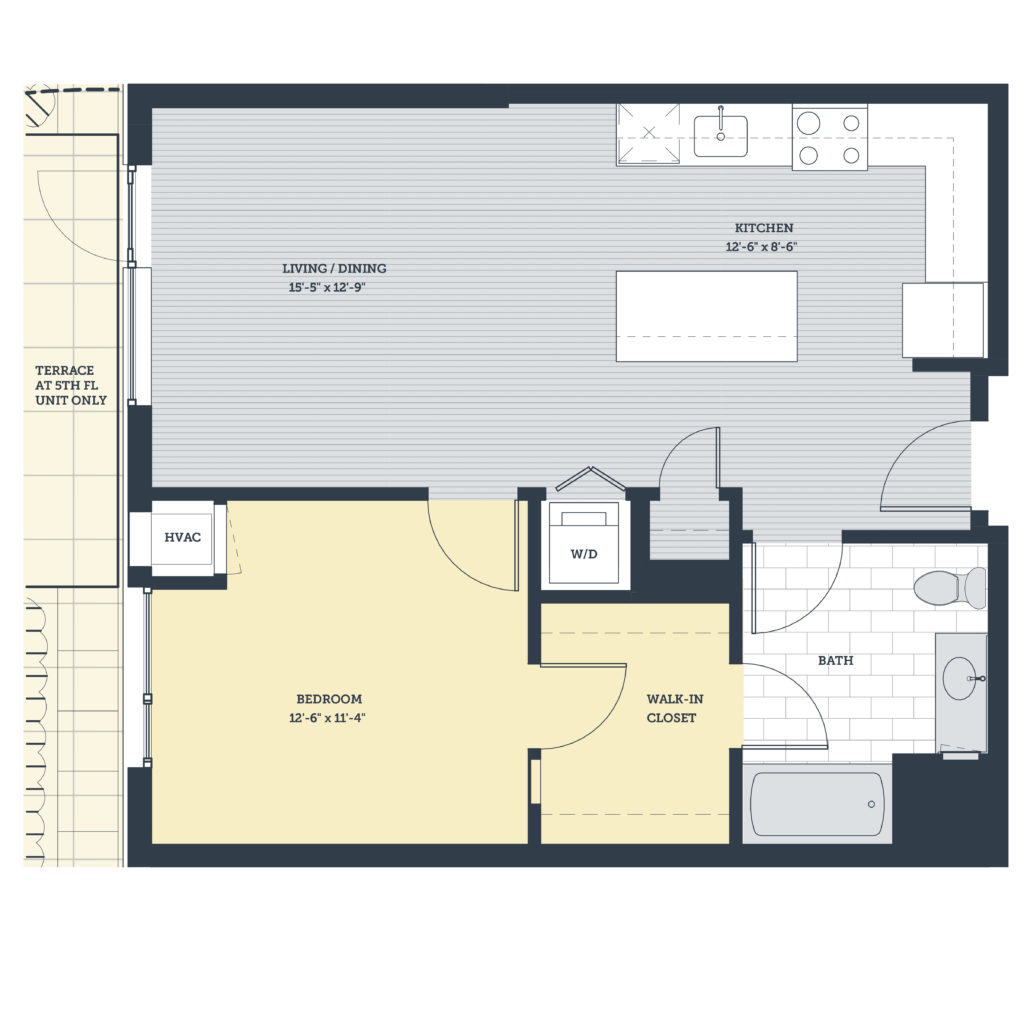 KITCHEN
12'-6" x 8'-6"
LIVING / DINING
15'-5" x 12'-9"
TERRACE
AT 5TH FL
UNIT ONLY
HVAC
W/D
BATH
BEDROOM
12'-6" x 11'-4"
WALK-IN
CLOSET